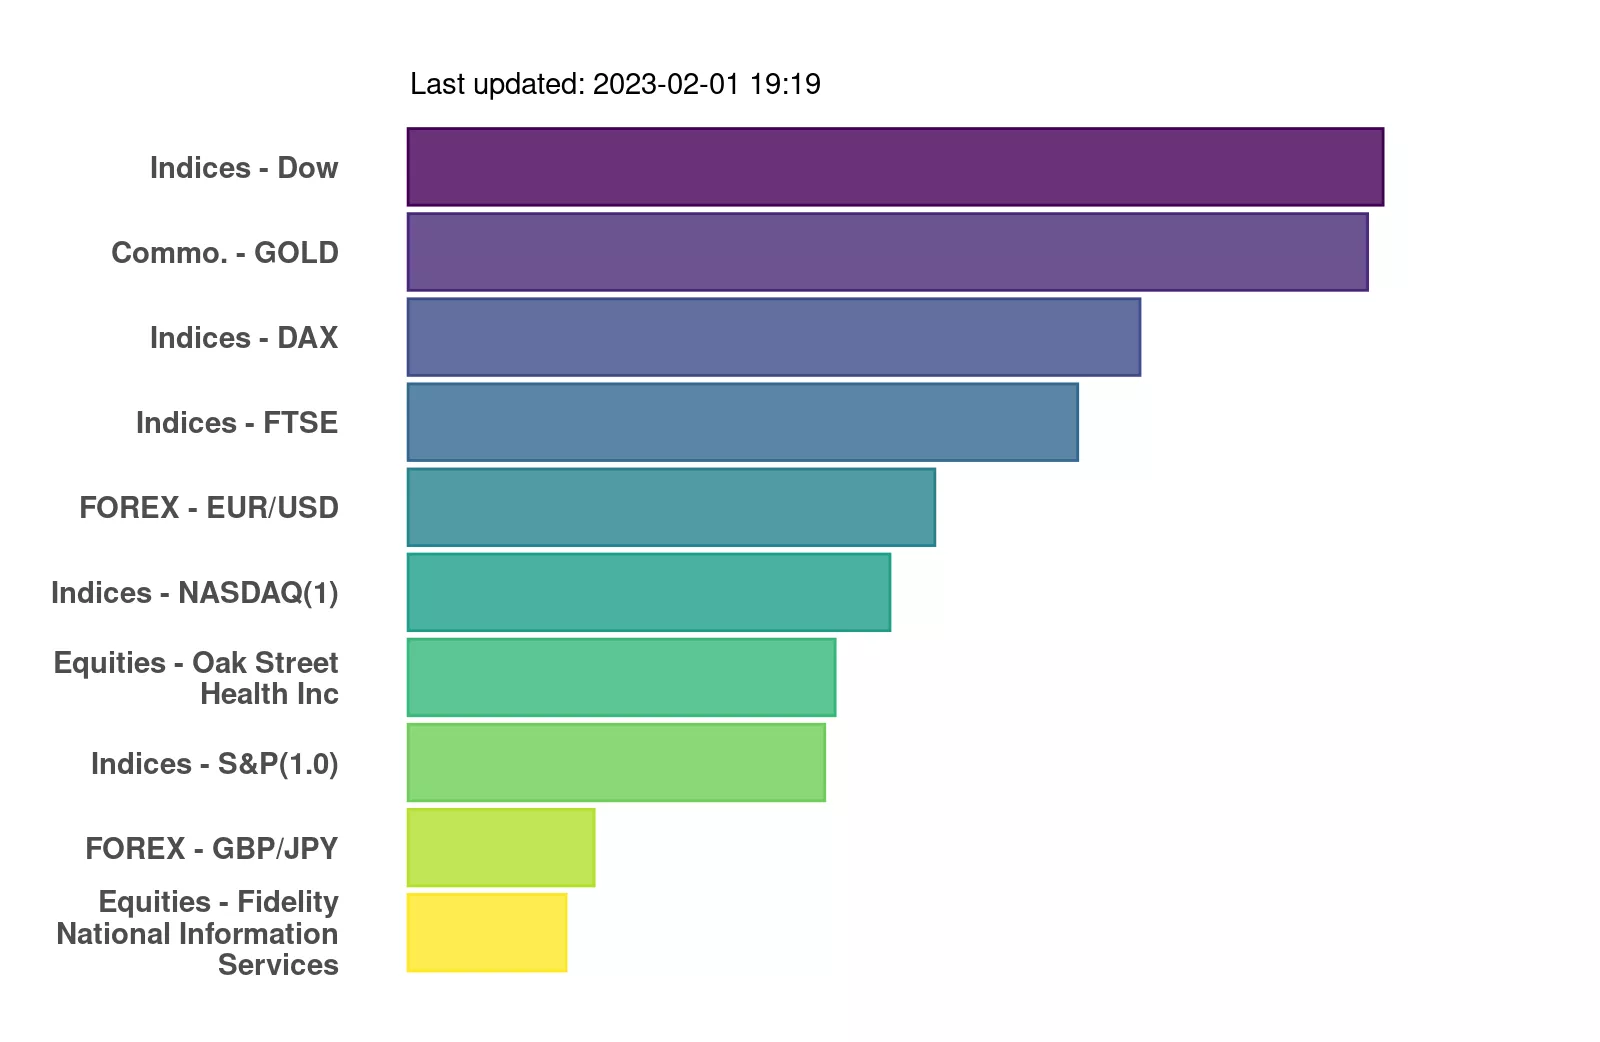 Last updated: 2023-02-01 19:19
Indices - Dow
Commo. - GOLD
Indices - DAX
Indices - FTSE
FOREX - EUR/USD
Indices - NASDAQ(1)
Equities - Oak Street
Health Inc
Indices - S&P(1.0)
FOREX - GBP/JPY
Equities - Fidelity
National Information
Services